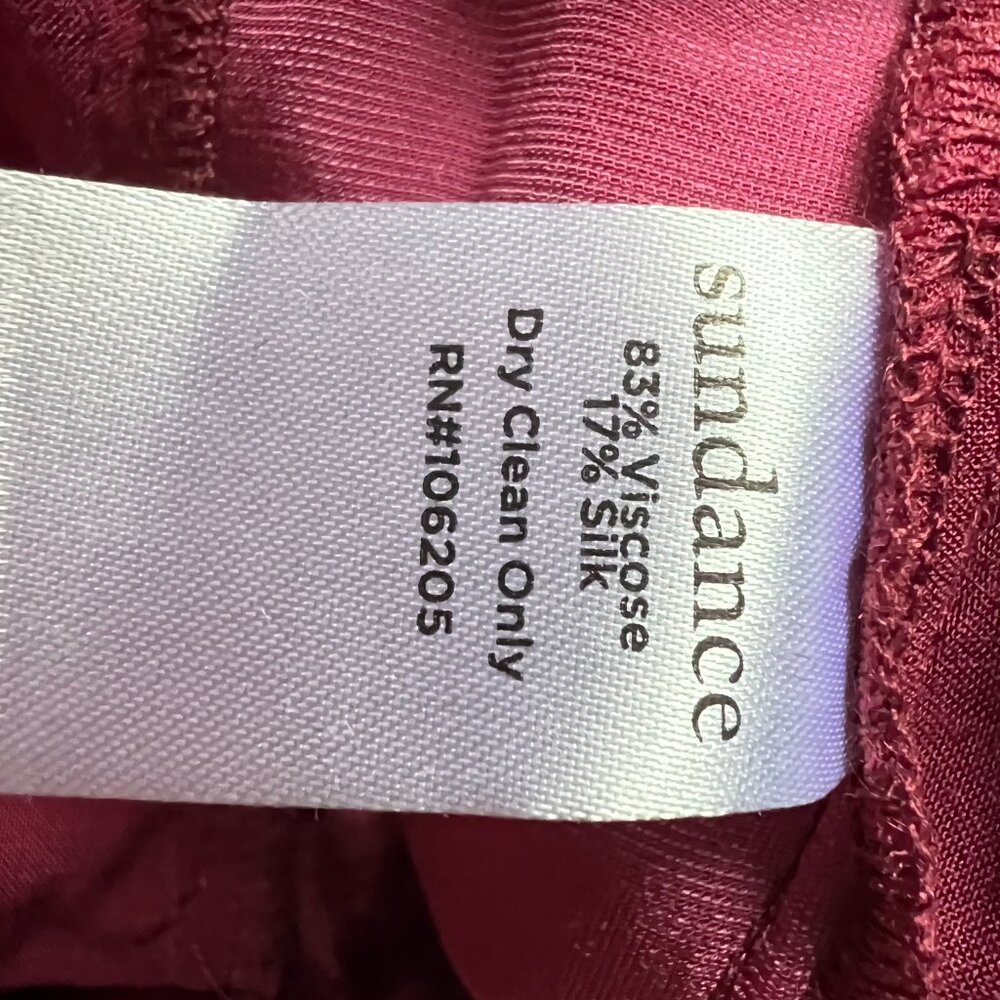 sundance
83% Viscose
17% Silk
Dry Clean Only
RN#106205